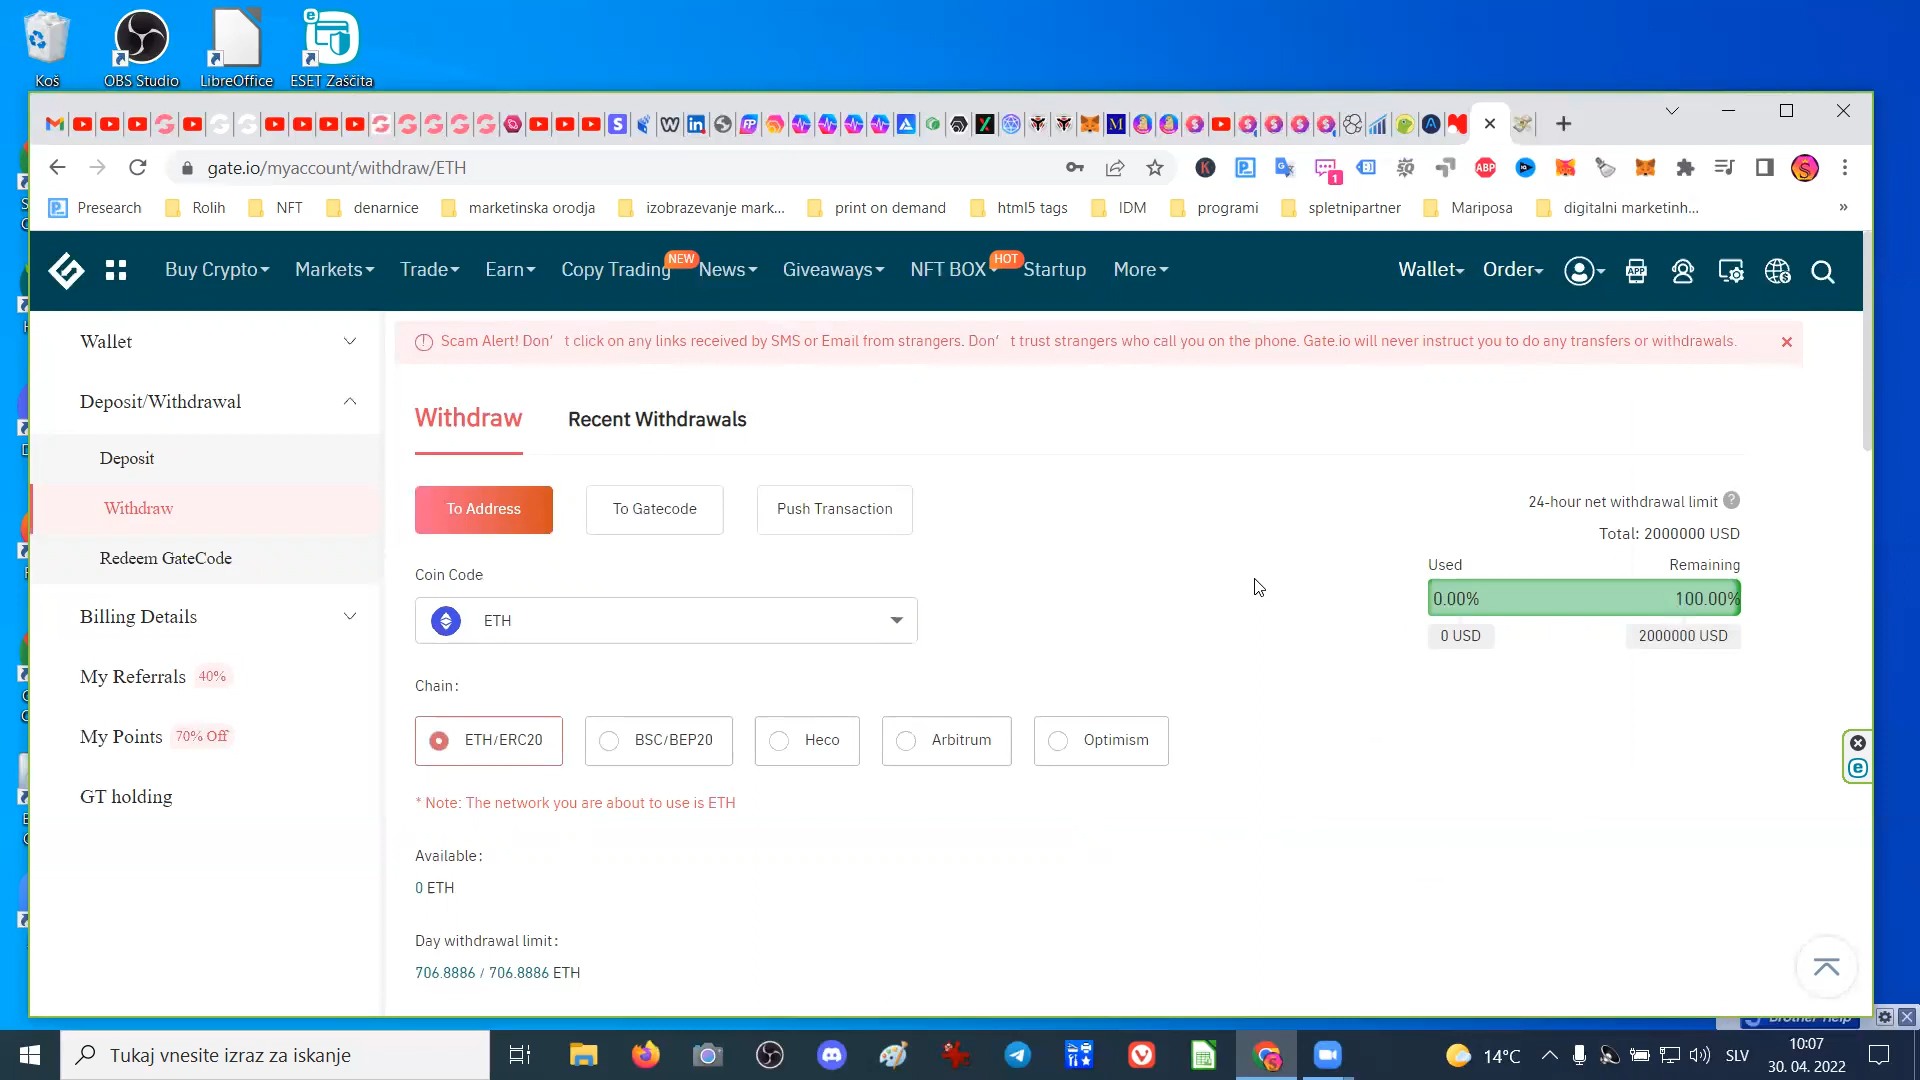 Koš
OBS Studio
LibreOffice
ESET Zaščita
gate.io/myaccount/withdraw/ETH
1
ABP
Presearch
Rolih
NFT
denarnice
marketinska orodja
izobrazevanje mark...
print on demand
html5 tags
IDM
programi
spletnipartner
Mariposa
digitalni marketinh...
»
Buy Crypto
Markets
Trade
Earn
Copy Trading
NEW
News
Giveaways
NFT BOX
HOT
Startup
More
Wallet
Order
APP
Wallet
Deposit/Withdrawal
Deposit
Withdraw
Redeem GateCode
Billing Details
My Referrals 40%
My Points 70% Off
GT holding
Scam Alert! Don’ t click on any links received by SMS or Email from strangers. Don’ t trust strangers who call you on the phone. Gate.io will never instruct you to do any transfers or withdrawals.
Withdraw
Recent Withdrawals
To Address
To Gatecode
Push Transaction
24-hour net withdrawal limit ?
Total: 2000000 USD
Used
Remaining
0.00%
100.00%
0 USD
2000000 USD
Coin Code
ETH
Chain:
ETH/ERC20
BSC/BEP20
Heco
Arbitrum
Optimism
* Note: The network you are about to use is ETH
Available:
0 ETH
Day withdrawal limit:
706.8886 / 706.8886 ETH
Tukaj vnesite izraz za iskanje
14°C
SLV
10:07
30. 04. 2022